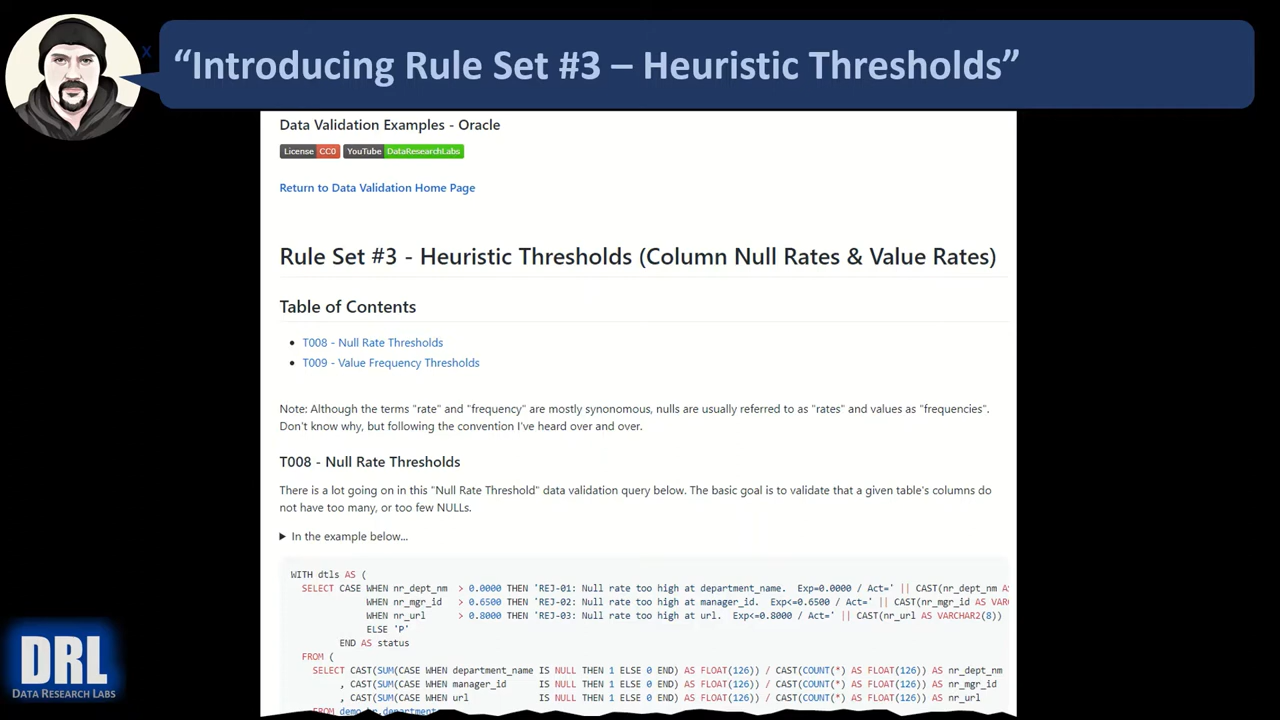 “Introducing Rule Set #3 – Heuristic Thresholds”
Data Validation Examples - Oracle
License CC0 YouTube DataResearchLabs
Return to Data Validation Home Page
Rule Set #3 - Heuristic Thresholds (Column Null Rates & Value Rates)
Table of Contents
T008 - Null Rate Thresholds
T009 - Value Frequency Thresholds
Note: Although the terms "rate" and "frequency" are mostly synonomous, nulls are usually referred to as "rates" and values as "frequencies".
Don't know why, but following the convention I've heard over and over.
T008 - Null Rate Thresholds
There is a lot going on in this "Null Rate Threshold" data validation query below. The basic goal is to validate that a given table's columns do
not have too many, or too few NULLs.
In the example below...
WITH dtls AS (
SELECT CASE WHEN nr_dept_nm > 0.0000 THEN 'REJ-01: Null rate too high at department_name. Exp=0.0000 / Act=' || CAST(nr_dept_nm
WHEN nr_mgr_id > 0.6500 THEN 'REJ-02: Null rate too high at manager_id. Exp<=0.6500 / Act=' || CAST(nr_mgr_id AS
WHEN nr_url > 0.8000 THEN 'REJ-03: Null rate too high at url. Exp<=0.8000 / Act=' || CAST(nr_url AS VARCHAR2(8))
ELSE 'P'
END AS status
FROM (
SELECT CAST(SUM(CASE WHEN department_name IS NULL THEN 1 ELSE 0 END) AS FLOAT(126)) / CAST(COUNT(*) AS FLOAT(126)) AS nr_dept_nm
, CAST(SUM(CASE WHEN manager_id IS NULL THEN 1 ELSE 0 END) AS FLOAT(126)) / CAST(COUNT(*) AS FLOAT(126)) AS nr_mgr_id
, CAST(SUM(CASE WHEN url IS NULL THEN 1 ELSE 0 END) AS FLOAT(126)) / CAST(COUNT(*) AS FLOAT(126)) AS nr_url
DRL
DATA RESEARCH LABS